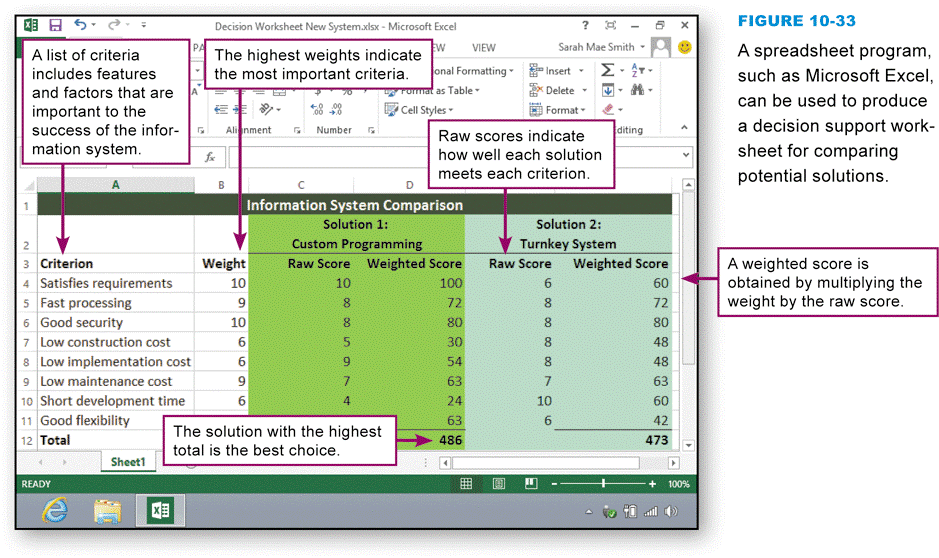 FIGURE 10-33
A spreadsheet program,
such as Microsoft Excel,
can be used to produce
a decision support work-
sheet for comparing
potential solutions.
Decision Worksheet New System.xlsx - Microsoft Excel
VIEW
Sarah Mae Smith
A list of criteria
includes features
and factors that are
important to the
success of the infor-
mation system.
The highest weights indicate
the most important criteria.
Raw scores indicate
how well each solution
meets each criterion.
A weighted score is
obtained by multiplying the
weight by the raw score.
onal Formatting Insert
Format as Table Delete
Cell Styles Format
Alignment Number diting
fx
A B C D
1 Information System Comparison
Solution 1: Solution 2:
2 Custom Programming Turnkey System
3 Criterion Weight Raw Score Weighted Score Raw Score Weighted Score
4 Satisfies requirements 10 10 100 6 60
5 Fast processing 9 8 72 8 72
6 Good security 10 8 80 8 80
7 Low construction cost 6 5 30 8 48
8 Low implementation cost 6 9 54 8 48
9 Low maintenance cost 9 7 63 7 63
10 Short development time 6 4 24 10 60
11 Good flexibility 63 6 42
12 Total 486 473
The solution with the highest
total is the best choice.
Sheet1
READY 100%